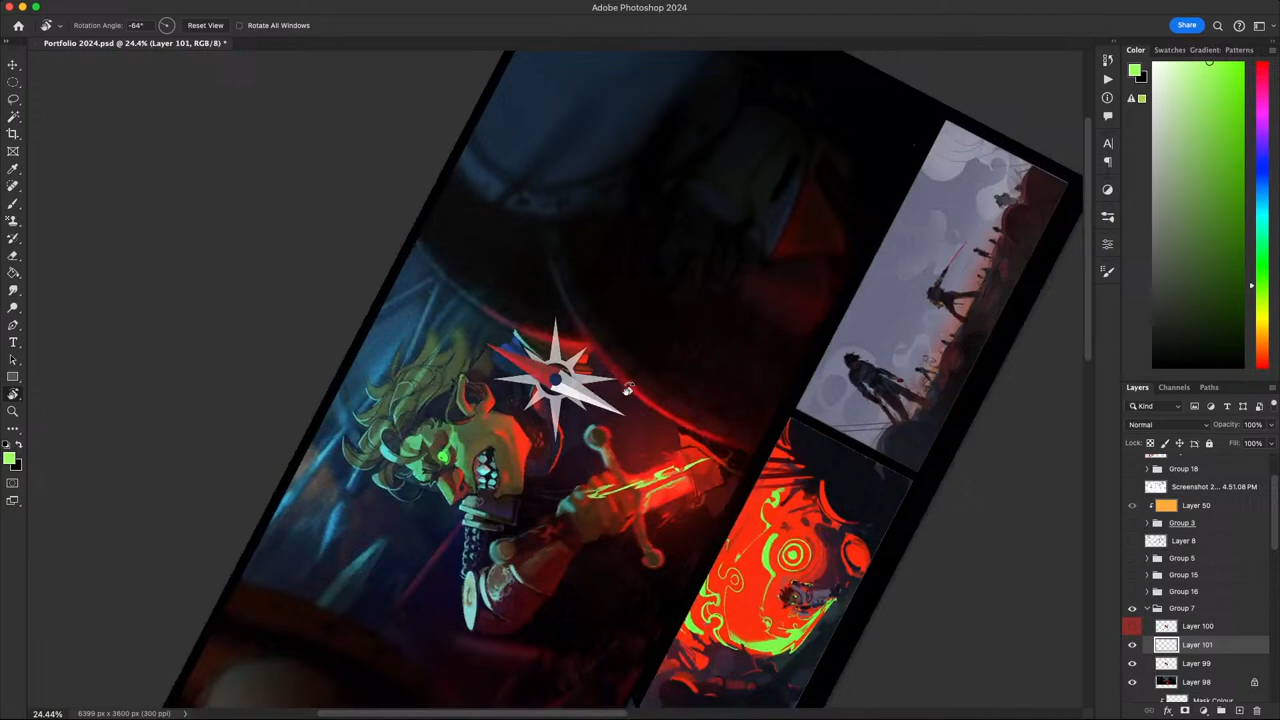 Adobe Photoshop 2024
Rotation Angle: -64° Reset View Rotate All Windows Share
Portfolio 2024.psd @ 24.4% (Layer 101, RGB/8) *
Color Swatches Gradient: Patterns
Layers Channels Paths
Kind
Normal Opacity: 100%
Lock: Fill: 100%
Group 18
Screenshot 2... 4.51.08 PM
Layer 50
Group 3
Layer 8
Group 5
Group 15
Group 16
Group 7
Layer 100
Layer 101
Layer 99
Layer 98
Mask Colour
24.44% 6399 px x 3600 px (300 ppi)